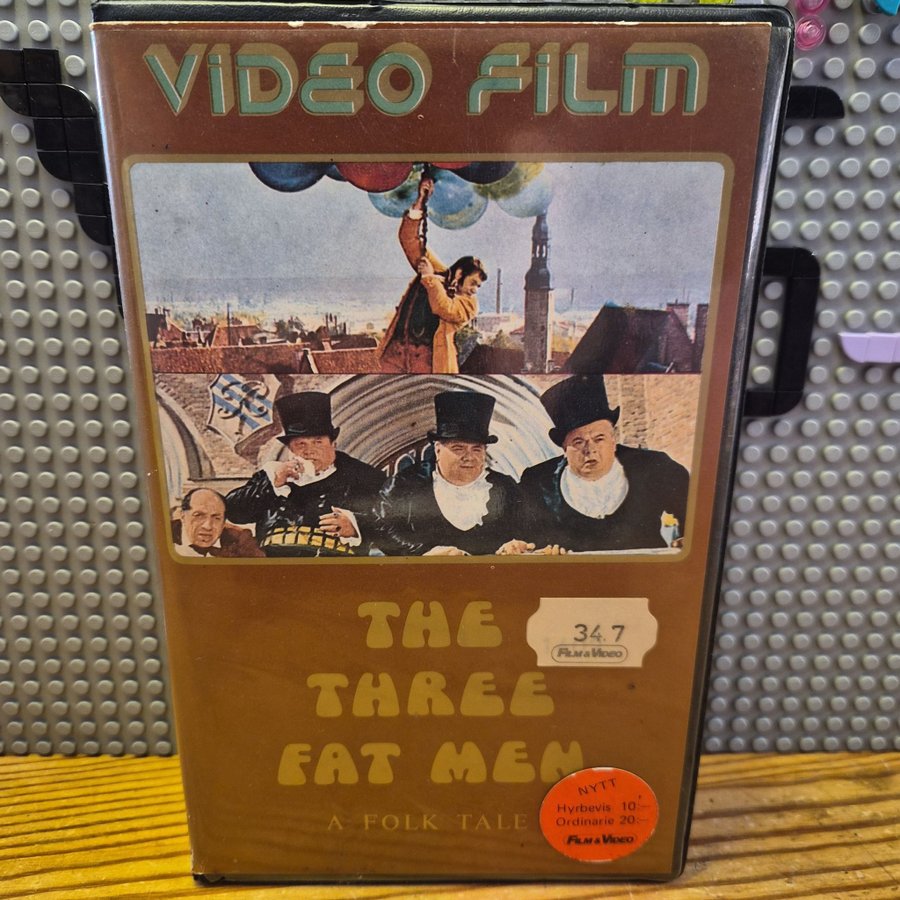 VIDEO FILM
THE
THREE
FAT MEN
A FOLK TALE
34.7
FILM & VIDEO
NYTT
Hyrbevis 10:-
Ordinarie 20:-
FILM & VIDEO